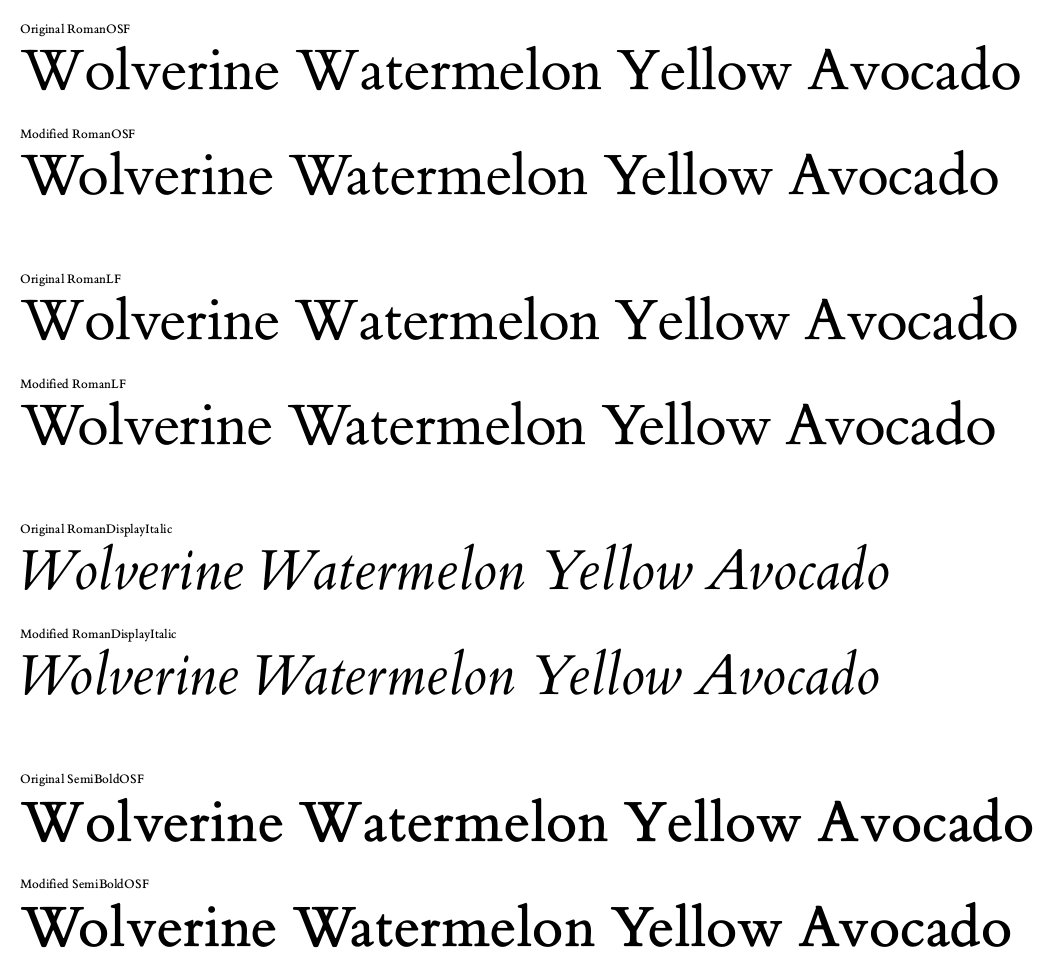 Original RomanOSF
Wolverine Watermelon Yellow Avocado
Modified RomanOSF
Wolverine Watermelon Yellow Avocado
Original RomanLF
Wolverine Watermelon Yellow Avocado
Modified RomanLF
Wolverine Watermelon Yellow Avocado
Original RomanDisplayItalic
Wolverine Watermelon Yellow Avocado
Modified RomanDisplayItalic
Wolverine Watermelon Yellow Avocado
Original SemiBoldOSF
Wolverine Watermelon Yellow Avocado
Modified SemiBoldOSF
Wolverine Watermelon Yellow Avocado